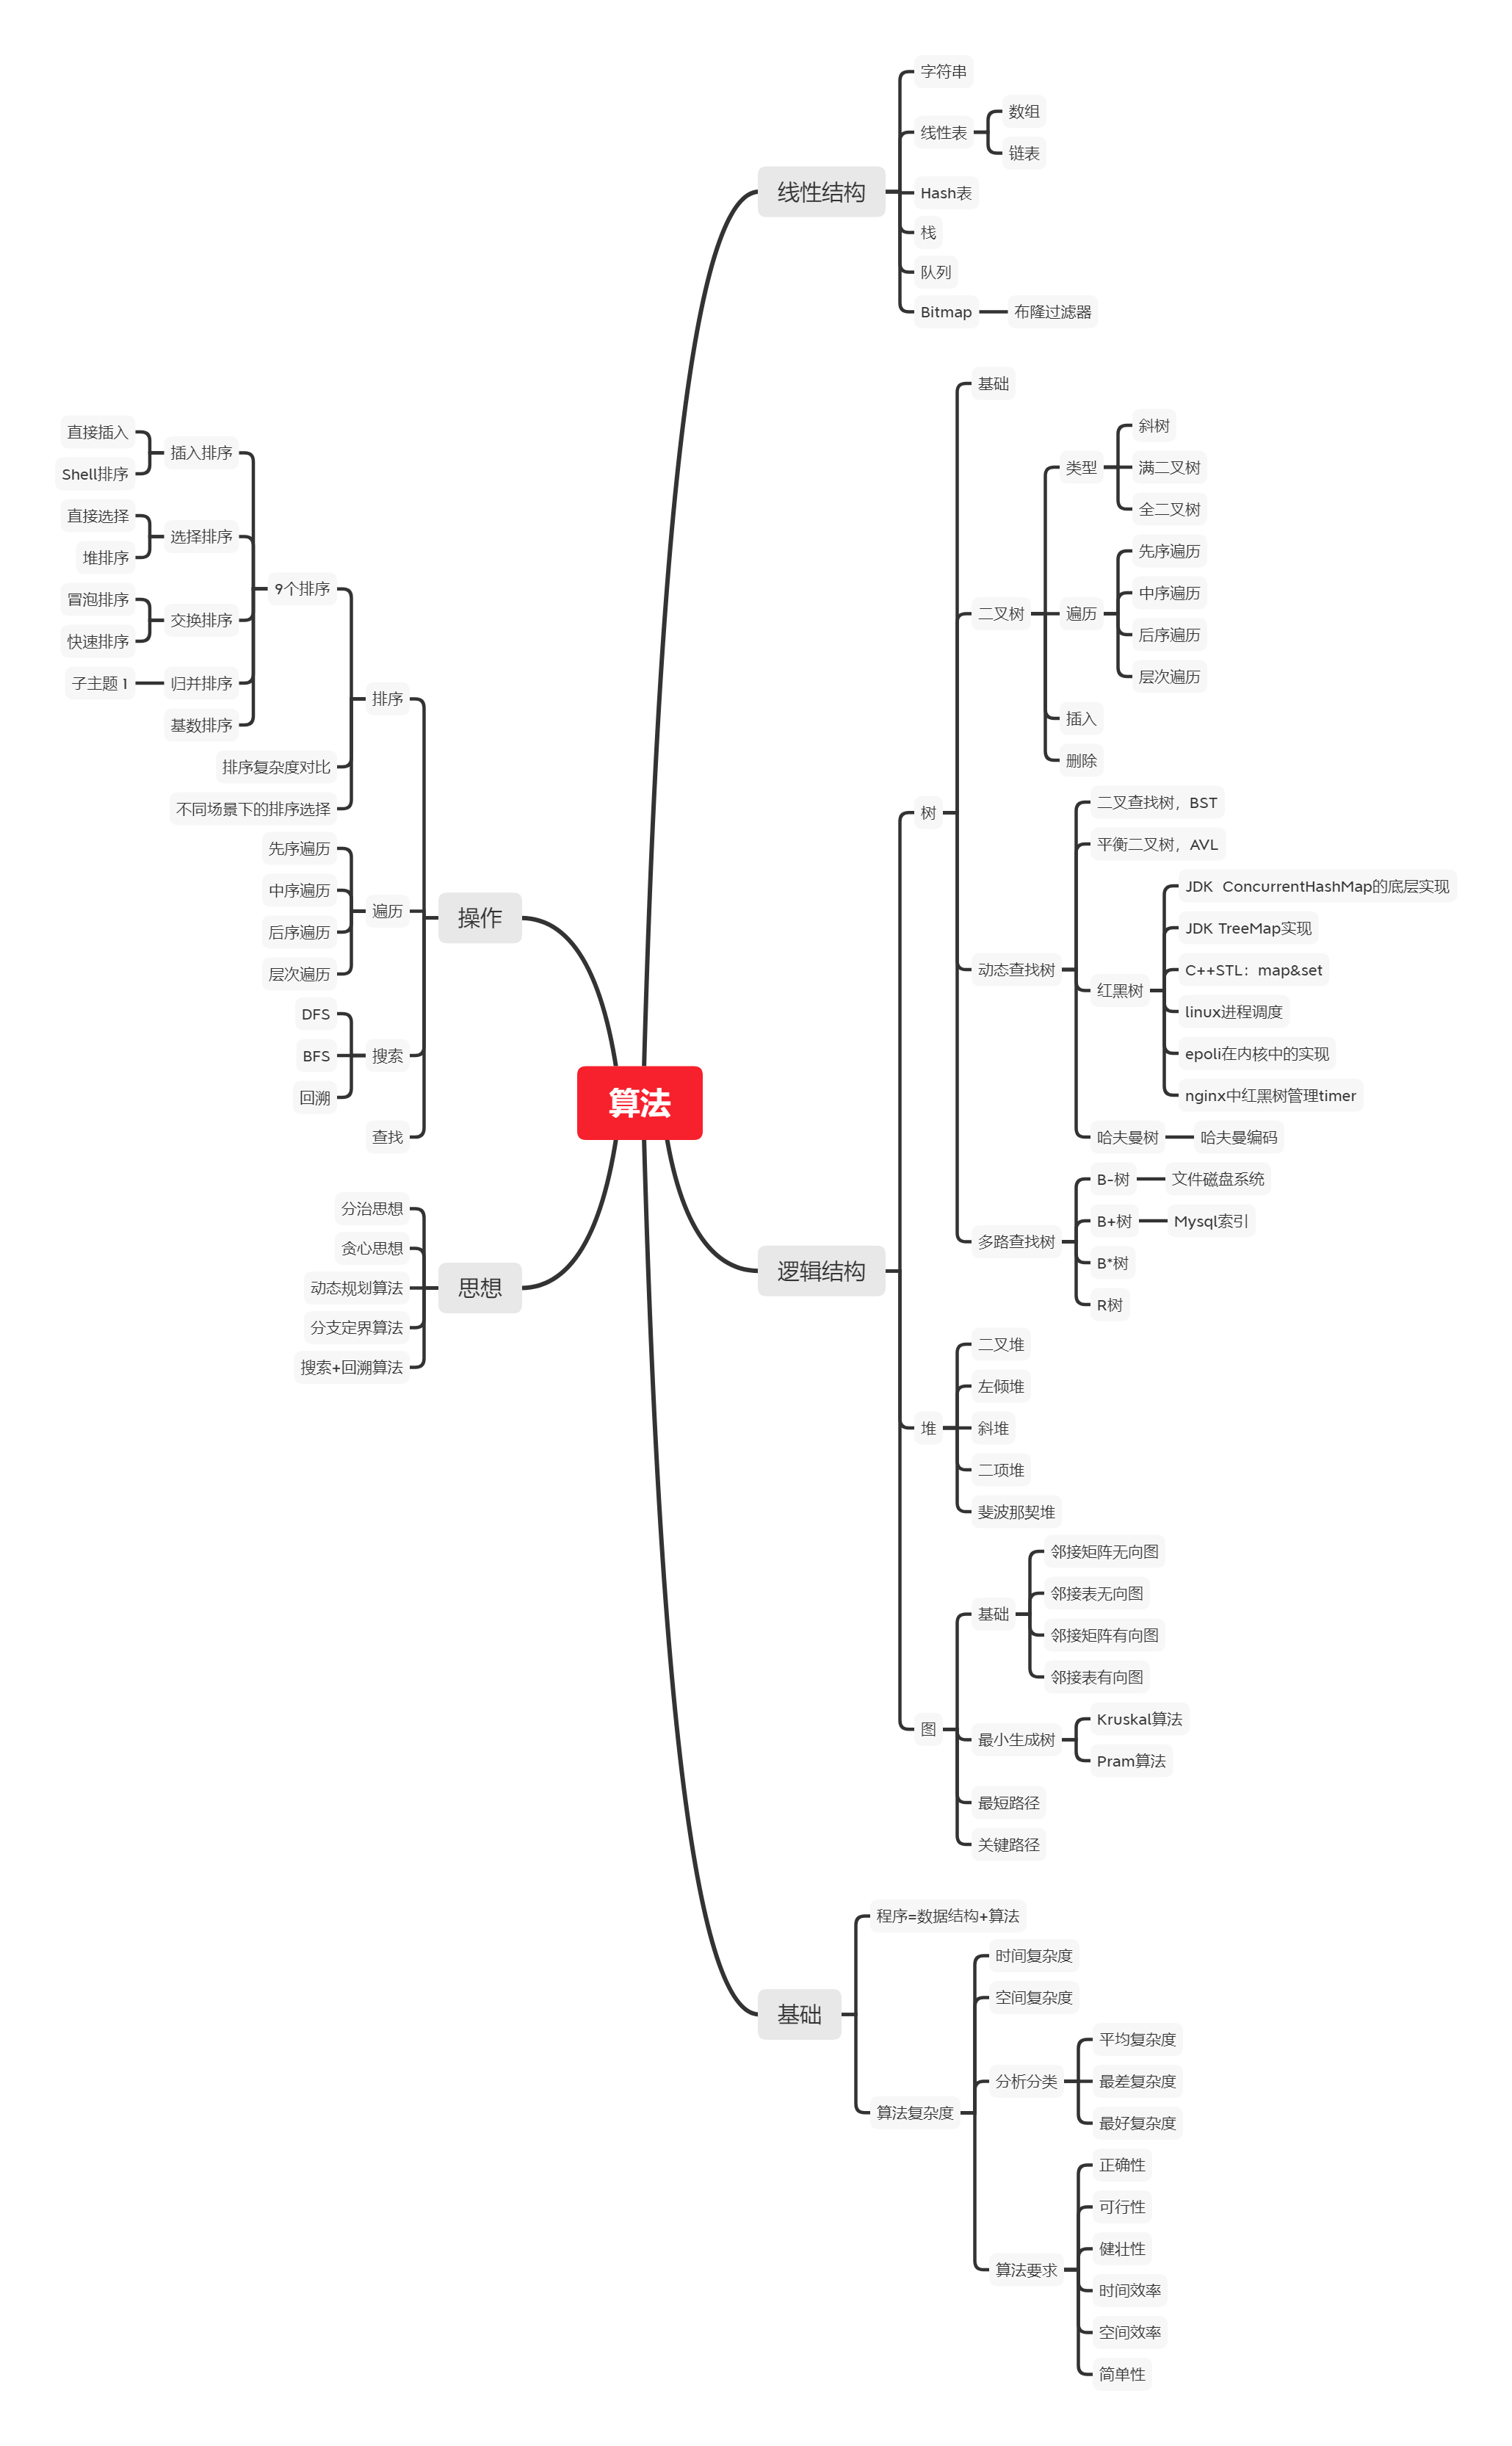 算法
线性结构
字符串
线性表
数组
链表
Hash表
栈
队列
Bitmap
布隆过滤器
逻辑结构
树
基础
二叉树
类型
斜树
满二叉树
全二叉树
遍历
先序遍历
中序遍历
后序遍历
层次遍历
插入
删除
动态查找树
二叉查找树，BST
平衡二叉树，AVL
红黑树
JDK  ConcurrentHashMap的底层实现
JDK TreeMap实现
C++STL：map&set
linux进程调度
epoli在内核中的实现
nginx中红黑树管理timer
哈夫曼树
哈夫曼编码
多路查找树
B-树
文件磁盘系统
B+树
Mysql索引
B*树
R树
堆
二叉堆
左倾堆
斜堆
二项堆
斐波那契堆
图
基础
邻接矩阵无向图
邻接表无向图
邻接矩阵有向图
邻接表有向图
最小生成树
Kruskal算法
Pram算法
最短路径
关键路径
基础
程序=数据结构+算法
算法复杂度
时间复杂度
空间复杂度
分析分类
平均复杂度
最差复杂度
最好复杂度
算法要求
正确性
可行性
健壮性
时间效率
空间效率
简单性
操作
排序
9个排序
插入排序
直接插入
Shell排序
选择排序
直接选择
堆排序
交换排序
冒泡排序
快速排序
归并排序
子主题 1
基数排序
排序复杂度对比
不同场景下的排序选择
遍历
先序遍历
中序遍历
后序遍历
层次遍历
搜索
DFS
BFS
回溯
查找
思想
分治思想
贪心思想
动态规划算法
分支定界算法
搜索+回溯算法